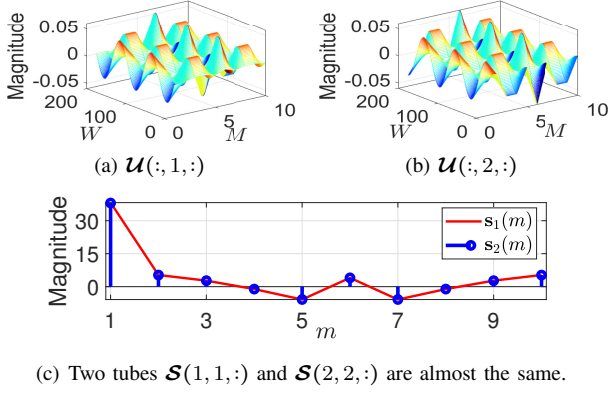 0.05
0
-0.05
200
100
0
0
5
10
Magnitude
W
M
0.05
0
-0.05
200
100
0
0
5
10
Magnitude
W
M
(a) 𝓤(:, 1, :)
(b) 𝓤(:, 2, :)
Magnitude
30
15
0
1
3
5
7
9
m
s₁(m)
s₂(m)
(c) Two tubes 𝓢(1, 1, :) and 𝓢(2, 2, :) are almost the same.